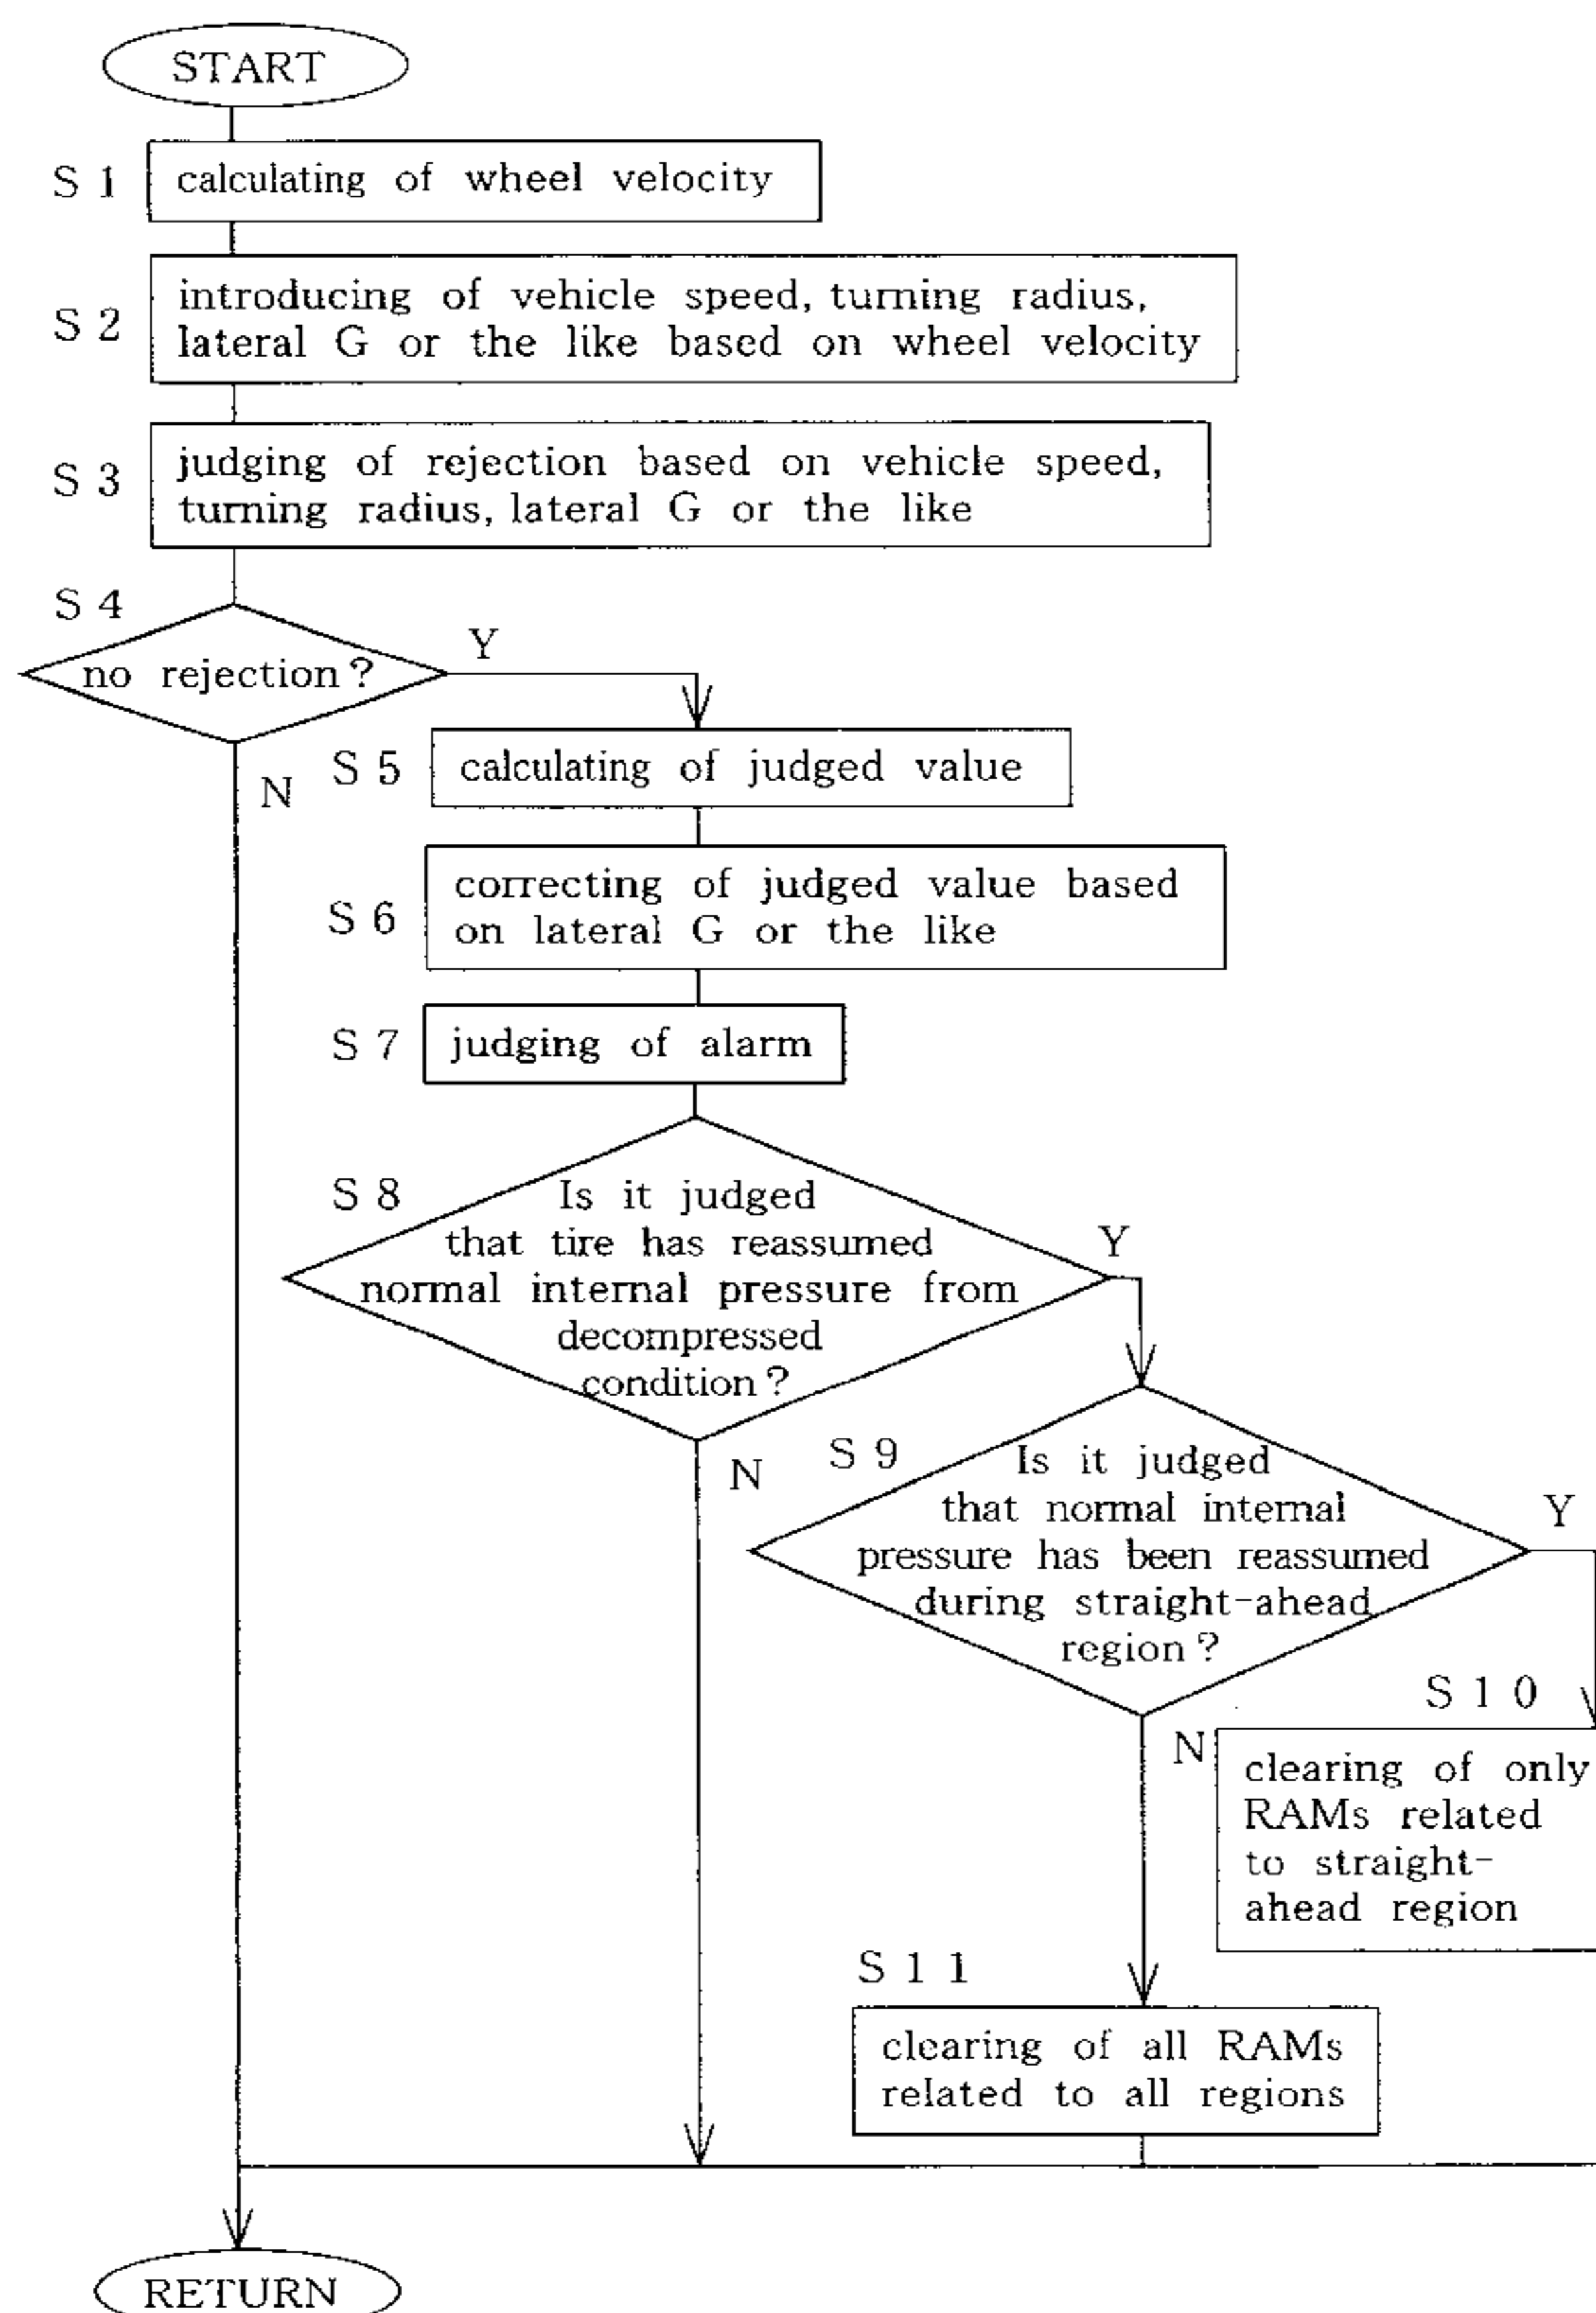 START
S 1
calculating of wheel velocity
S 2
introducing of vehicle speed, turning radius,
lateral G or the like based on wheel velocity
S 3
judging of rejection based on vehicle speed,
turning radius, lateral G or the like
S 4
no rejection?
Y
N
S 5
calculating of judged value
S 6
correcting of judged value based
on lateral G or the like
S 7
judging of alarm
S 8
Is it judged
that tire has reassumed
normal internal pressure from
decompressed
condition?
Y
N
S 9
Is it judged
that normal internal
pressure has been reassumed
during straight-ahead
region?
Y
N
S 1 0
clearing of only
RAMs related
to straight-
ahead region
S 1 1
clearing of all RAMs
related to all regions
RETURN